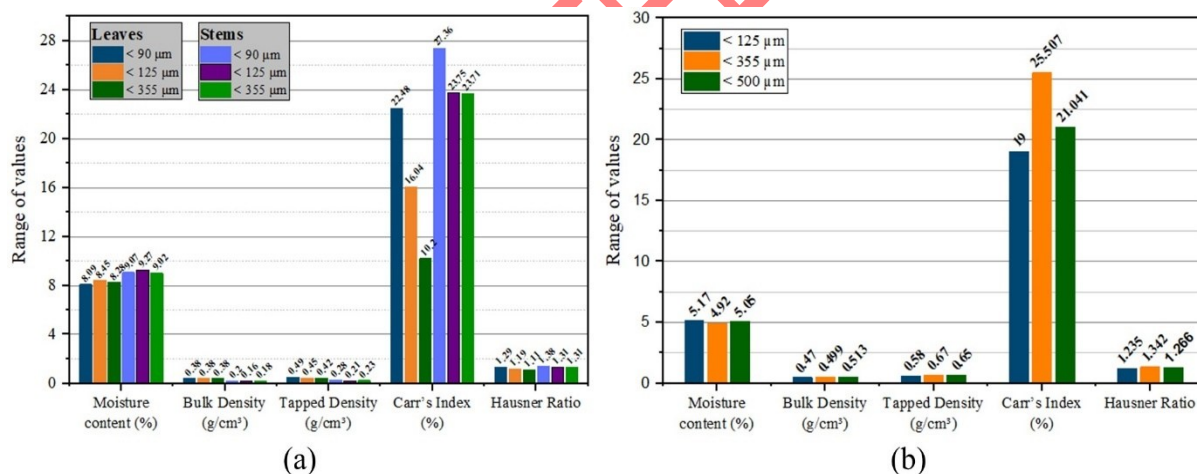 Leaves
< 90 µm
< 125 µm
< 355 µm
Stems
< 90 µm
< 125 µm
< 355 µm
Range of values
28
24
20
16
12
8
4
0
8.09
8.45
8.28
9.07
9.27
9.02
0.38
0.38
0.38
0.2
0.16
0.18
0.49
0.45
0.42
0.28
0.21
0.23
22.48
16.04
10.2
27.36
23.75
23.71
1.29
1.19
1.11
1.38
1.31
1.31
Moisture
content (%)
Bulk Density
(g/cm³)
Tapped Density
(g/cm³)
Carr's Index
(%)
Hausner Ratio
(a)
< 125 µm
< 355 µm
< 500 µm
Range of values
30
25
20
15
10
5
0
5.17
4.92
5.05
0.47
0.499
0.513
0.58
0.67
0.65
19
25.507
21.041
1.235
1.342
1.266
Moisture
content (%)
Bulk Density
(g/cm³)
Tapped Density
(g/cm³)
Carr's Index
(%)
Hausner Ratio
(b)